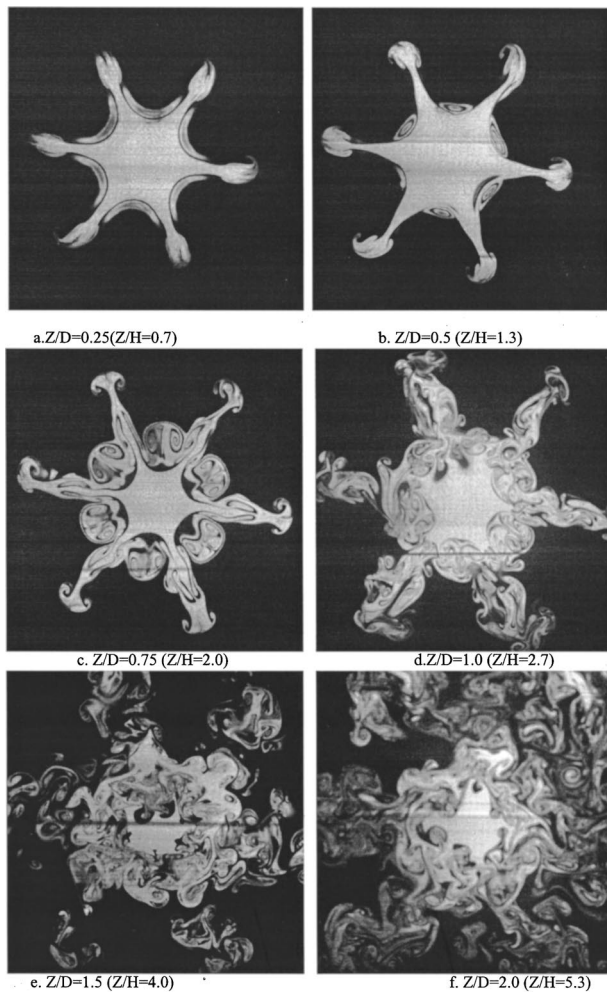 a.Z/D=0.25(Z/H=0.7)
b. Z/D=0.5 (Z/H=1.3)
c. Z/D=0.75 (Z/H=2.0)
d.Z/D=1.0 (Z/H=2.7)
e. Z/D=1.5 (Z/H=4.0)
f. Z/D=2.0 (Z/H=5.3)